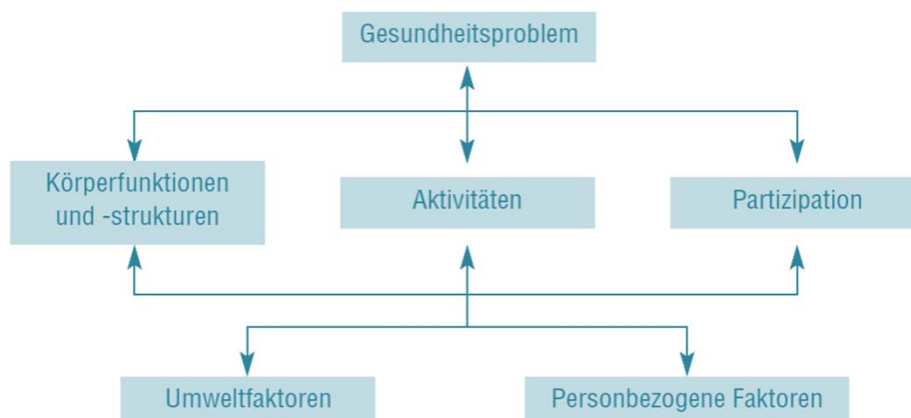 Gesundheitsproblem
Körperfunktionen
und -strukturen
Aktivitäten
Partizipation
Umweltfaktoren
Personbezogene Faktoren